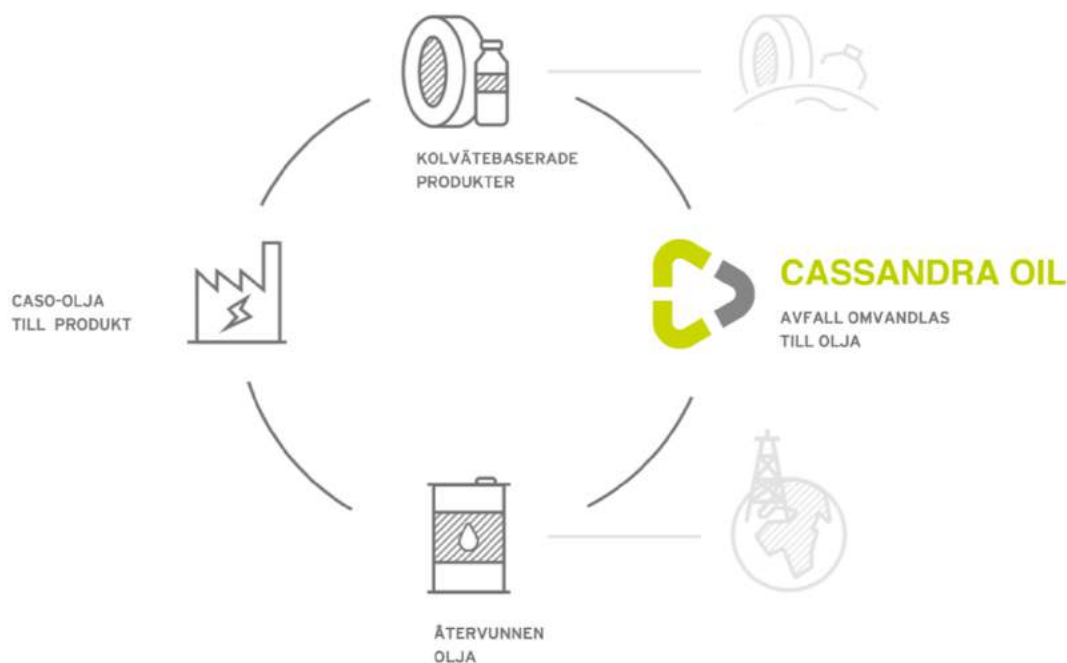 KOLVÄTEBASERADE
PRODUKTER
CASSANDRA OIL
AVFALL OMVANDLAS
TILL OLJA
CASO-OLJA
TILL PRODUKT
ÅTERVUNNEN
OLJA